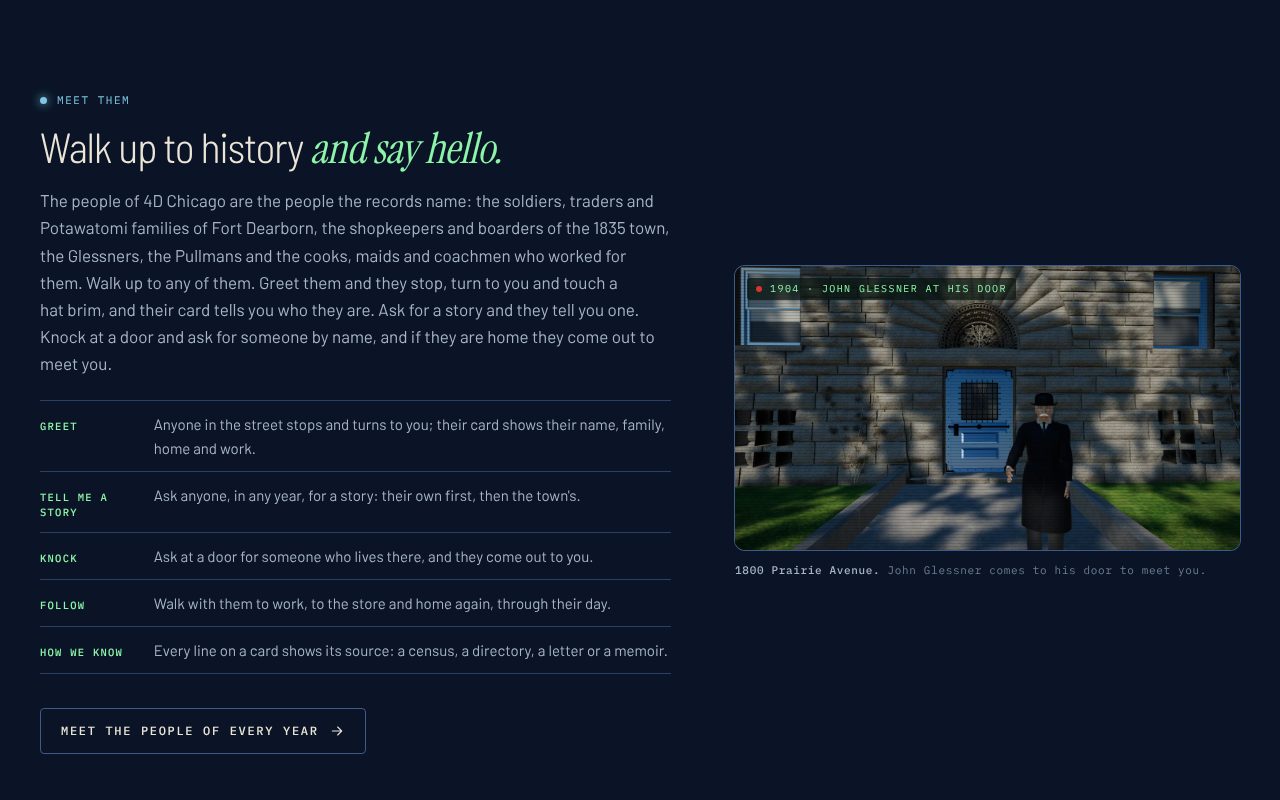 MEET THEM
Walk up to history and say hello.
The people of 4D Chicago are the people the records name: the soldiers, traders and
Potawatomi families of Fort Dearborn, the shopkeepers and boarders of the 1835 town,
the Glessners, the Pullmans and the cooks, maids and coachmen who worked for
them. Walk up to any of them. Greet them and they stop, turn to you and touch a
hat brim, and their card tells you who they are. Ask for a story and they tell you one.
Knock at a door and ask for someone by name, and if they are home they come out to
meet you.
GREET
Anyone in the street stops and turns to you; their card shows their name, family,
home and work.
TELL ME A
STORY
Ask anyone, in any year, for a story: their own first, then the town's.
KNOCK
Ask at a door for someone who lives there, and they come out to you.
FOLLOW
Walk with them to work, to the store and home again, through their day.
HOW WE KNOW
Every line on a card shows its source: a census, a directory, a letter or a memoir.
MEET THE PEOPLE OF EVERY YEAR →
1904 · JOHN GLESSNER AT HIS DOOR
1800 Prairie Avenue. John Glessner comes to his door to meet you.